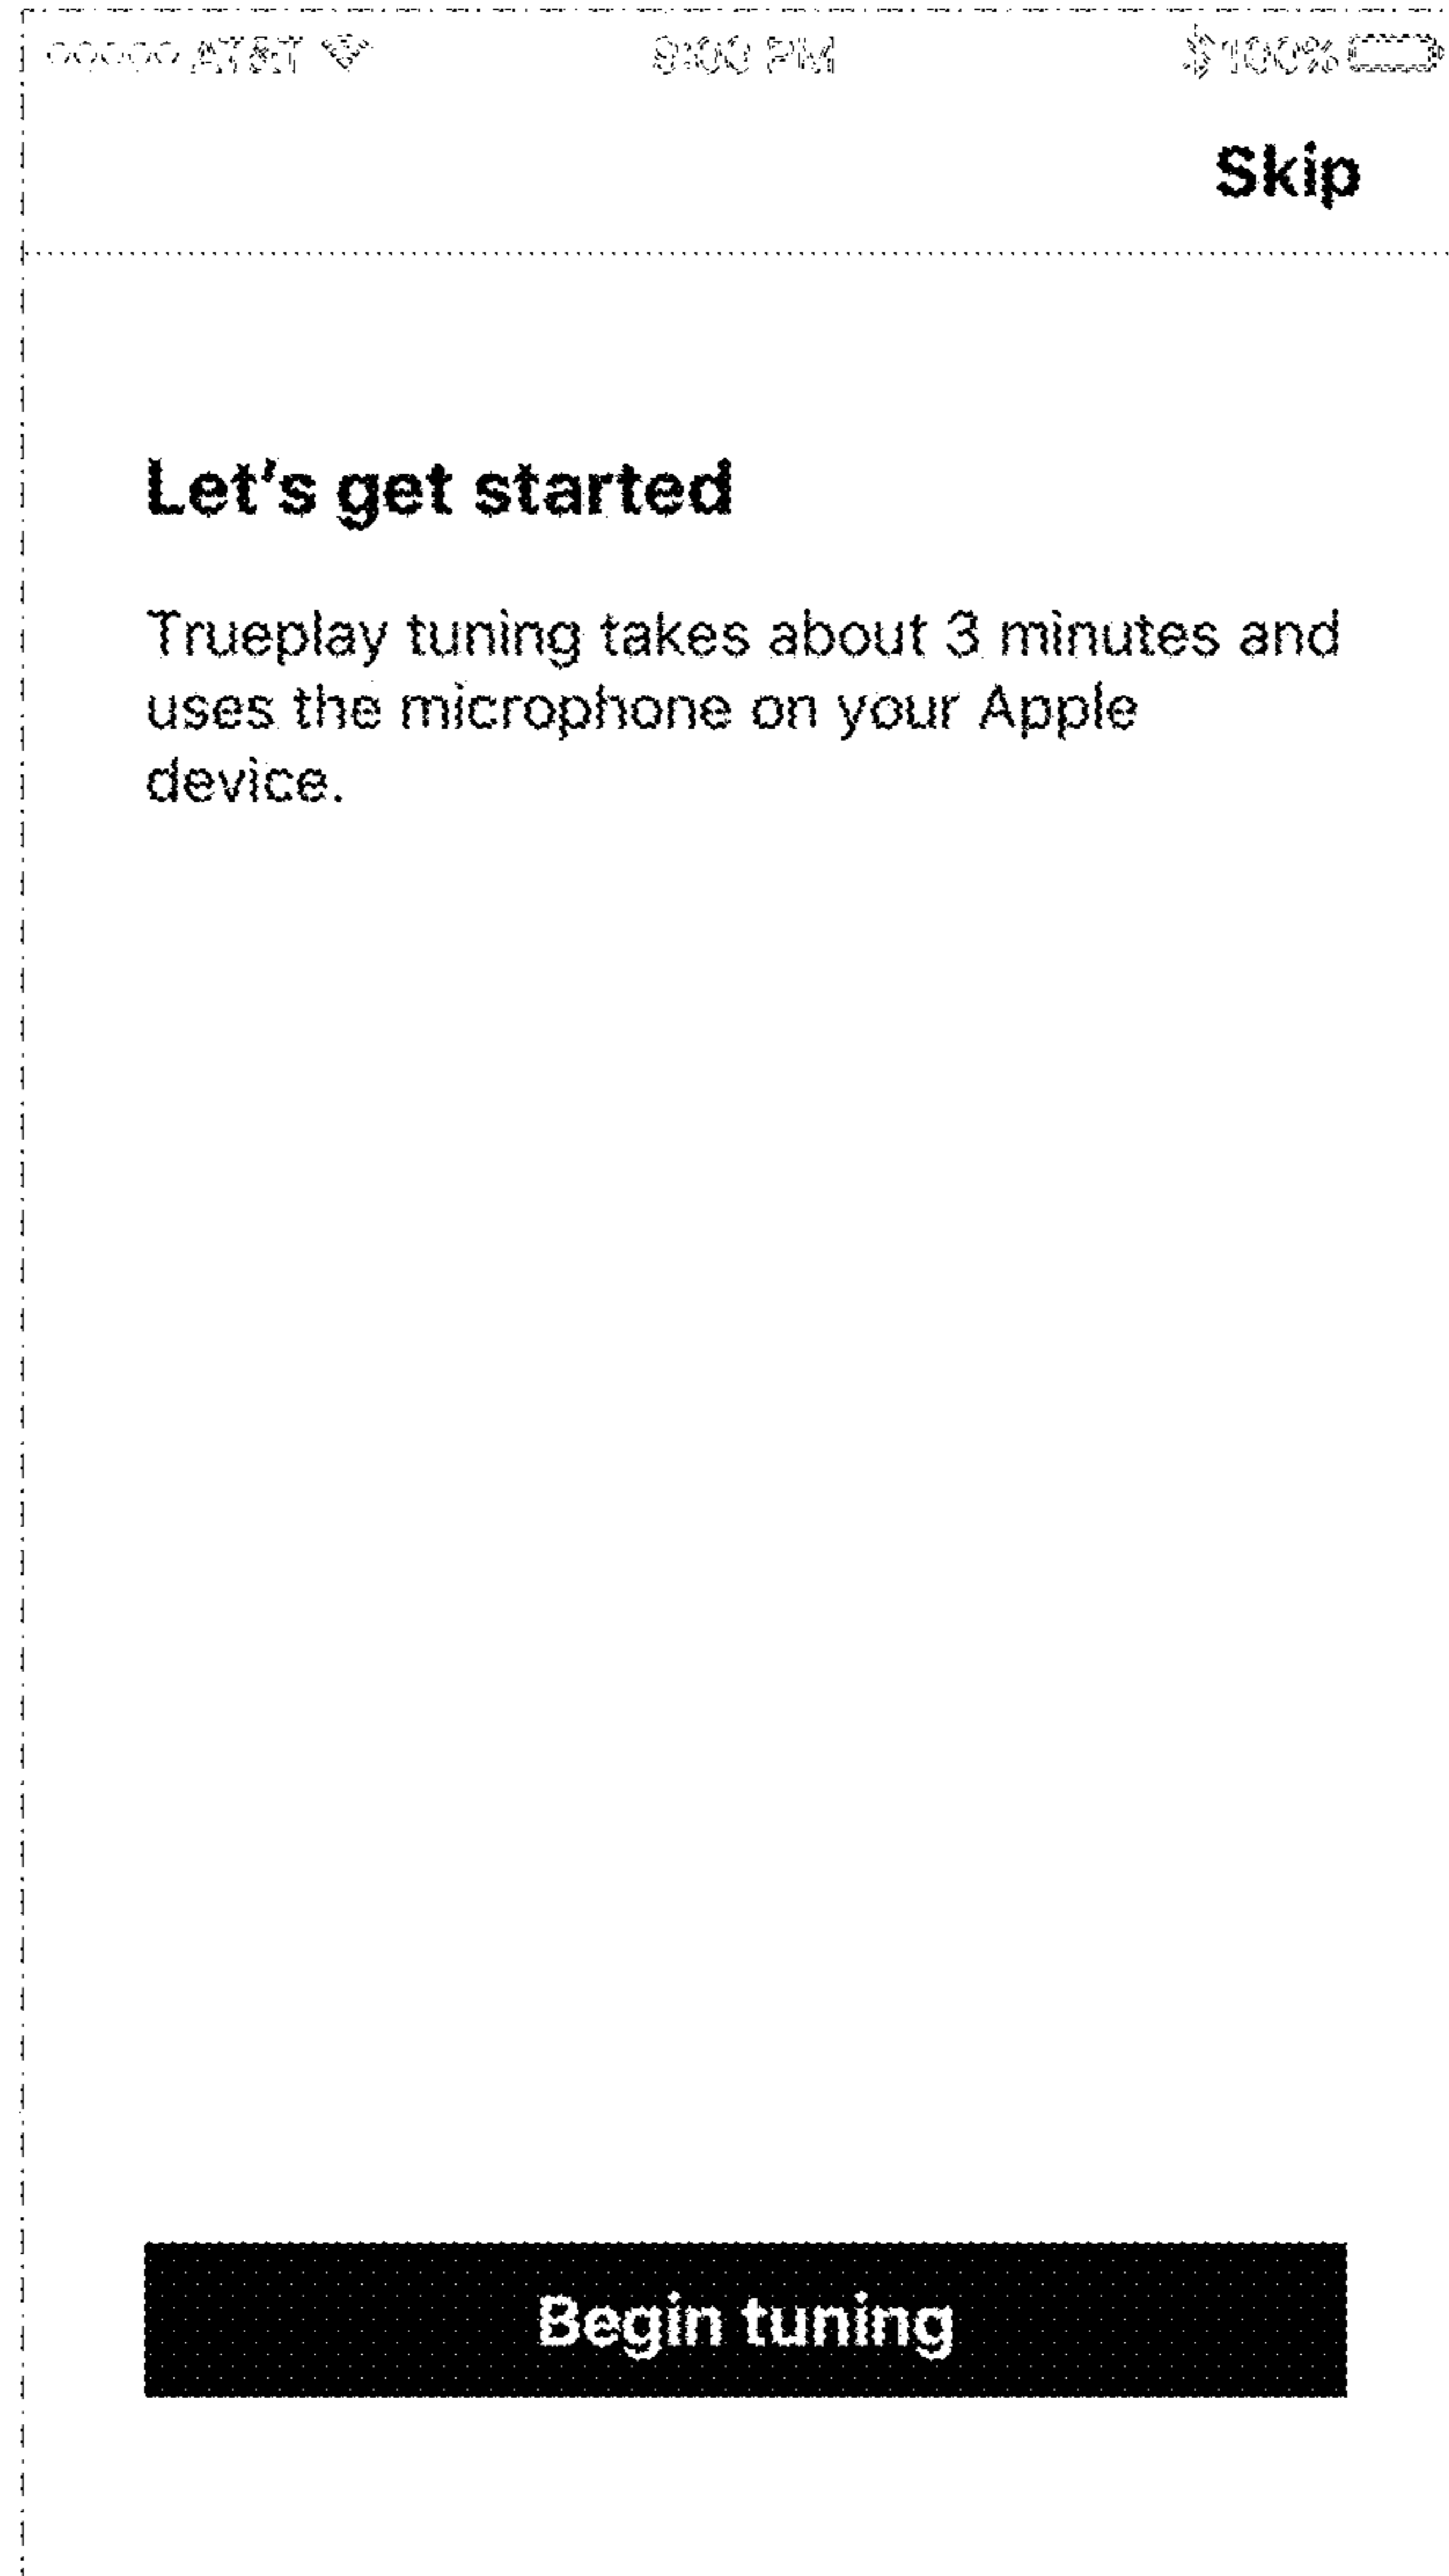 AT&T 9:00 PM 100%
Skip
Let's get started
Trueplay tuning takes about 3 minutes and
uses the microphone on your Apple
device.
Begin tuning